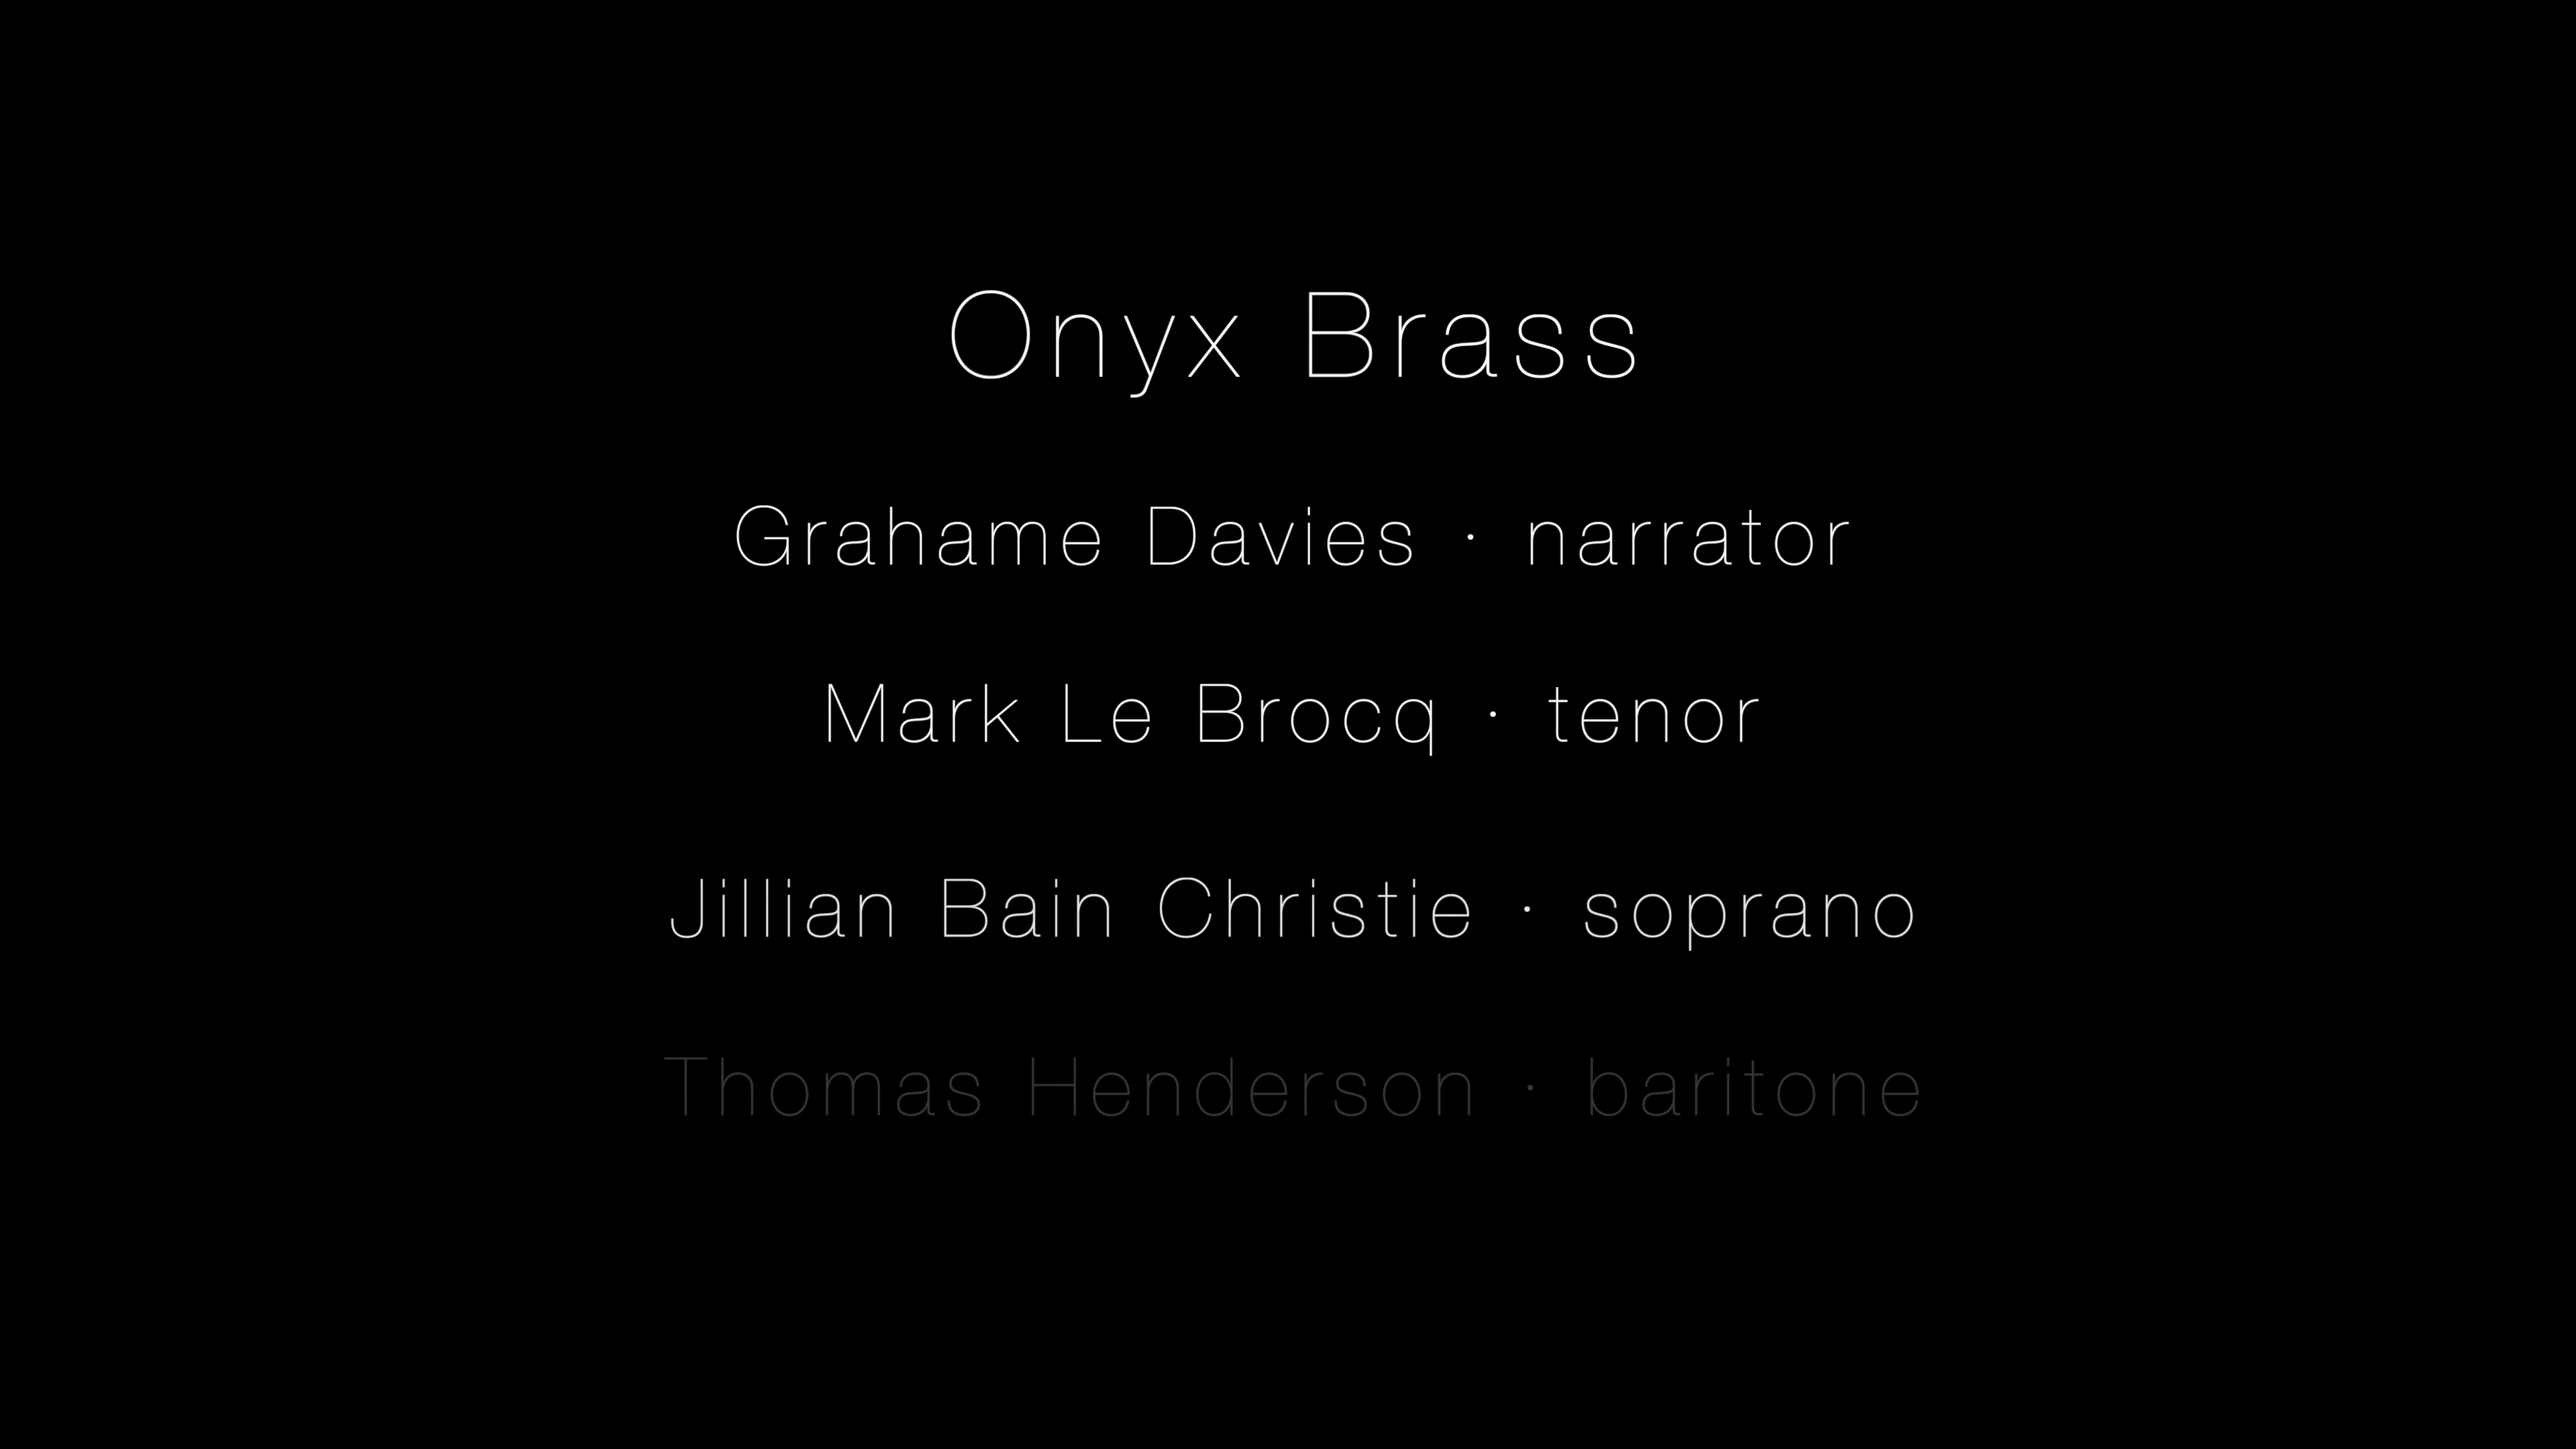 Onyx Brass
Grahame Davies · narrator
Mark Le Brocq · tenor
Jillian Bain Christie · soprano
Thomas Henderson · baritone